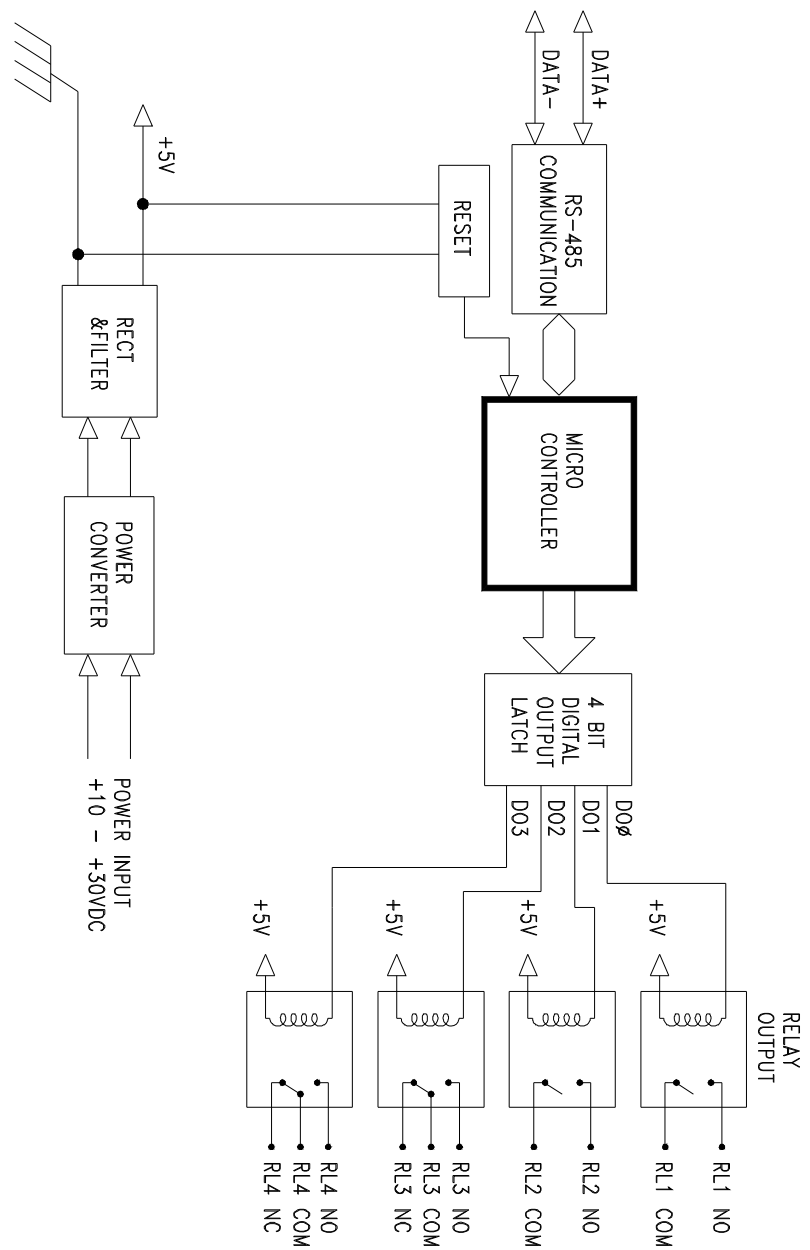 DATA+
DATA-
RS-485
COMMUNICATION
RESET
+5V
RECT
&FILTER
POWER
CONVERTER
POWER INPUT
+10 - +30VDC
MICRO
CONTROLLER
4 BIT
DIGITAL
OUTPUT
LATCH
DOØ
DO1
DO2
DO3
+5V
+5V
+5V
+5V
RELAY
OUTPUT
RL1 NO
RL1 COM
RL2 NO
RL2 COM
RL3 NO
RL3 COM
RL3 NC
RL4 NO
RL4 COM
RL4 NC